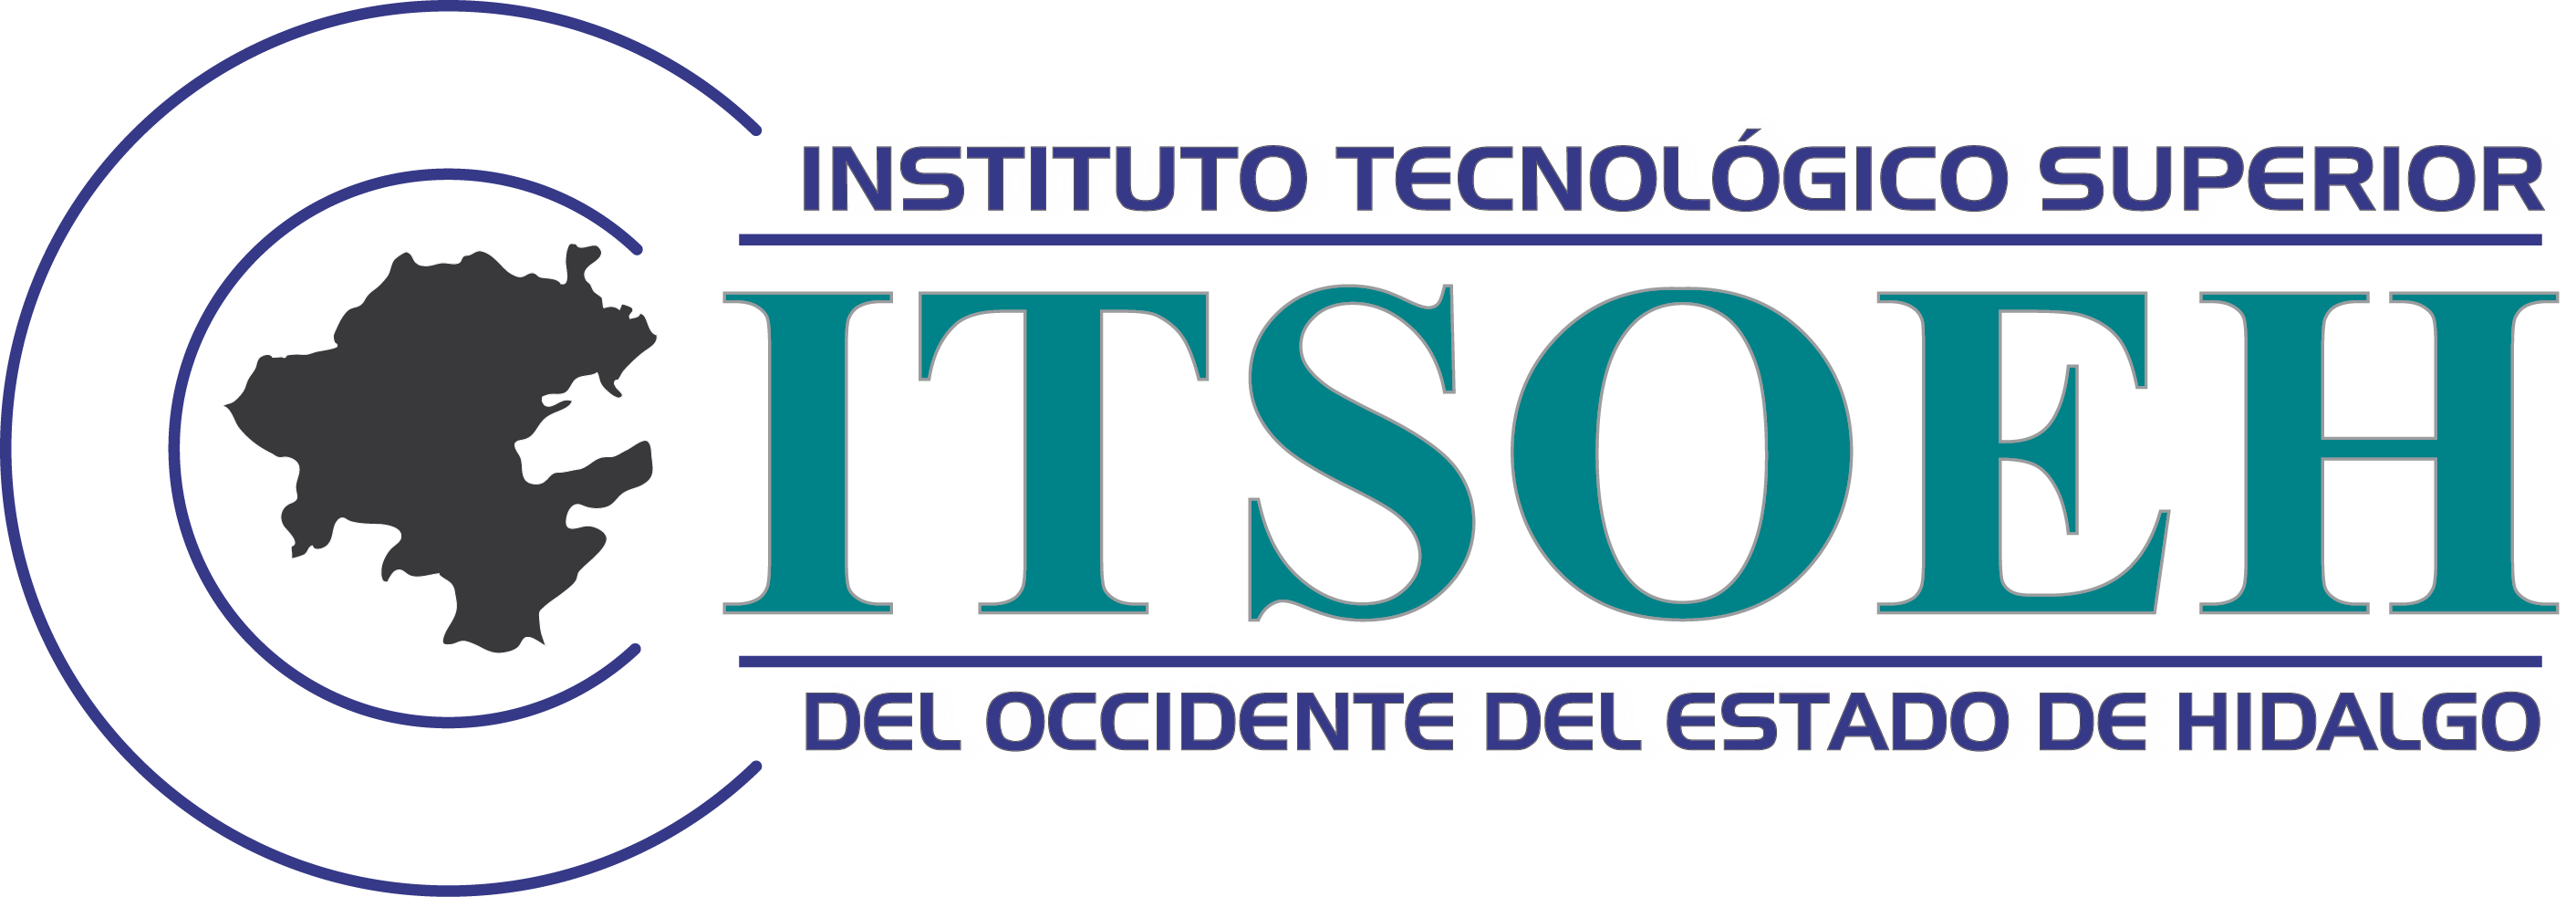 INSTITUTO TECNOLÓGICO SUPERIOR
ITSOEH
DEL OCCIDENTE DEL ESTADO DE HIDALGO